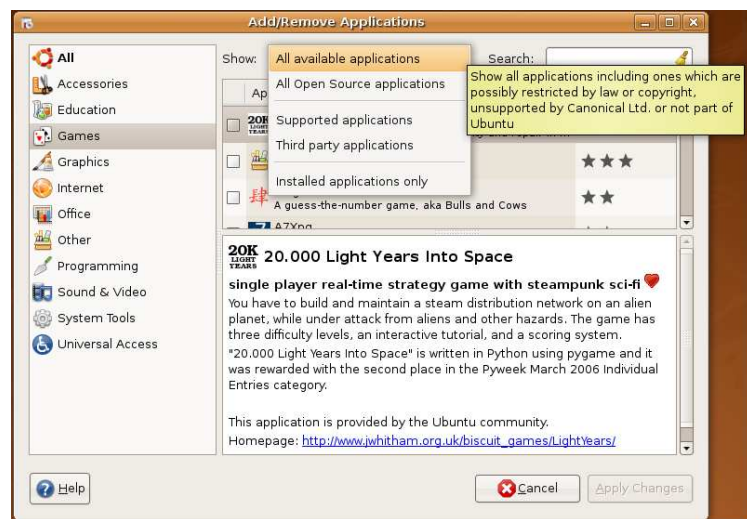 Add/Remove Applications
All
Accessories
Education
Games
Graphics
Internet
Office
Other
Programming
Sound & Video
System Tools
Universal Access
Show:
All available applications
All Open Source applications
Supported applications
Third party applications
Installed applications only
Search:
Show all applications including ones which are
possibly restricted by law or copyright,
unsupported by Canonical Ltd. or not part of
Ubuntu
Ap
20K
★★★
肆
A guess-the-number game, aka Bulls and Cows
★★
A7Xpg
20K
LIGHT
YEARS
20.000 Light Years Into Space
single player real-time strategy game with steampunk sci-fi
You have to build and maintain a steam distribution network on an alien
planet, while under attack from aliens and other hazards. The game has
three difficulty levels, an interactive tutorial, and a scoring system.
"20.000 Light Years Into Space" is written in Python using pygame and it
was rewarded with the second place in the Pyweek March 2006 Individual
Entries category.
This application is provided by the Ubuntu community.
Homepage: http://www.jwhitham.org.uk/biscuit_games/LightYears/
Help
Cancel
Apply Changes